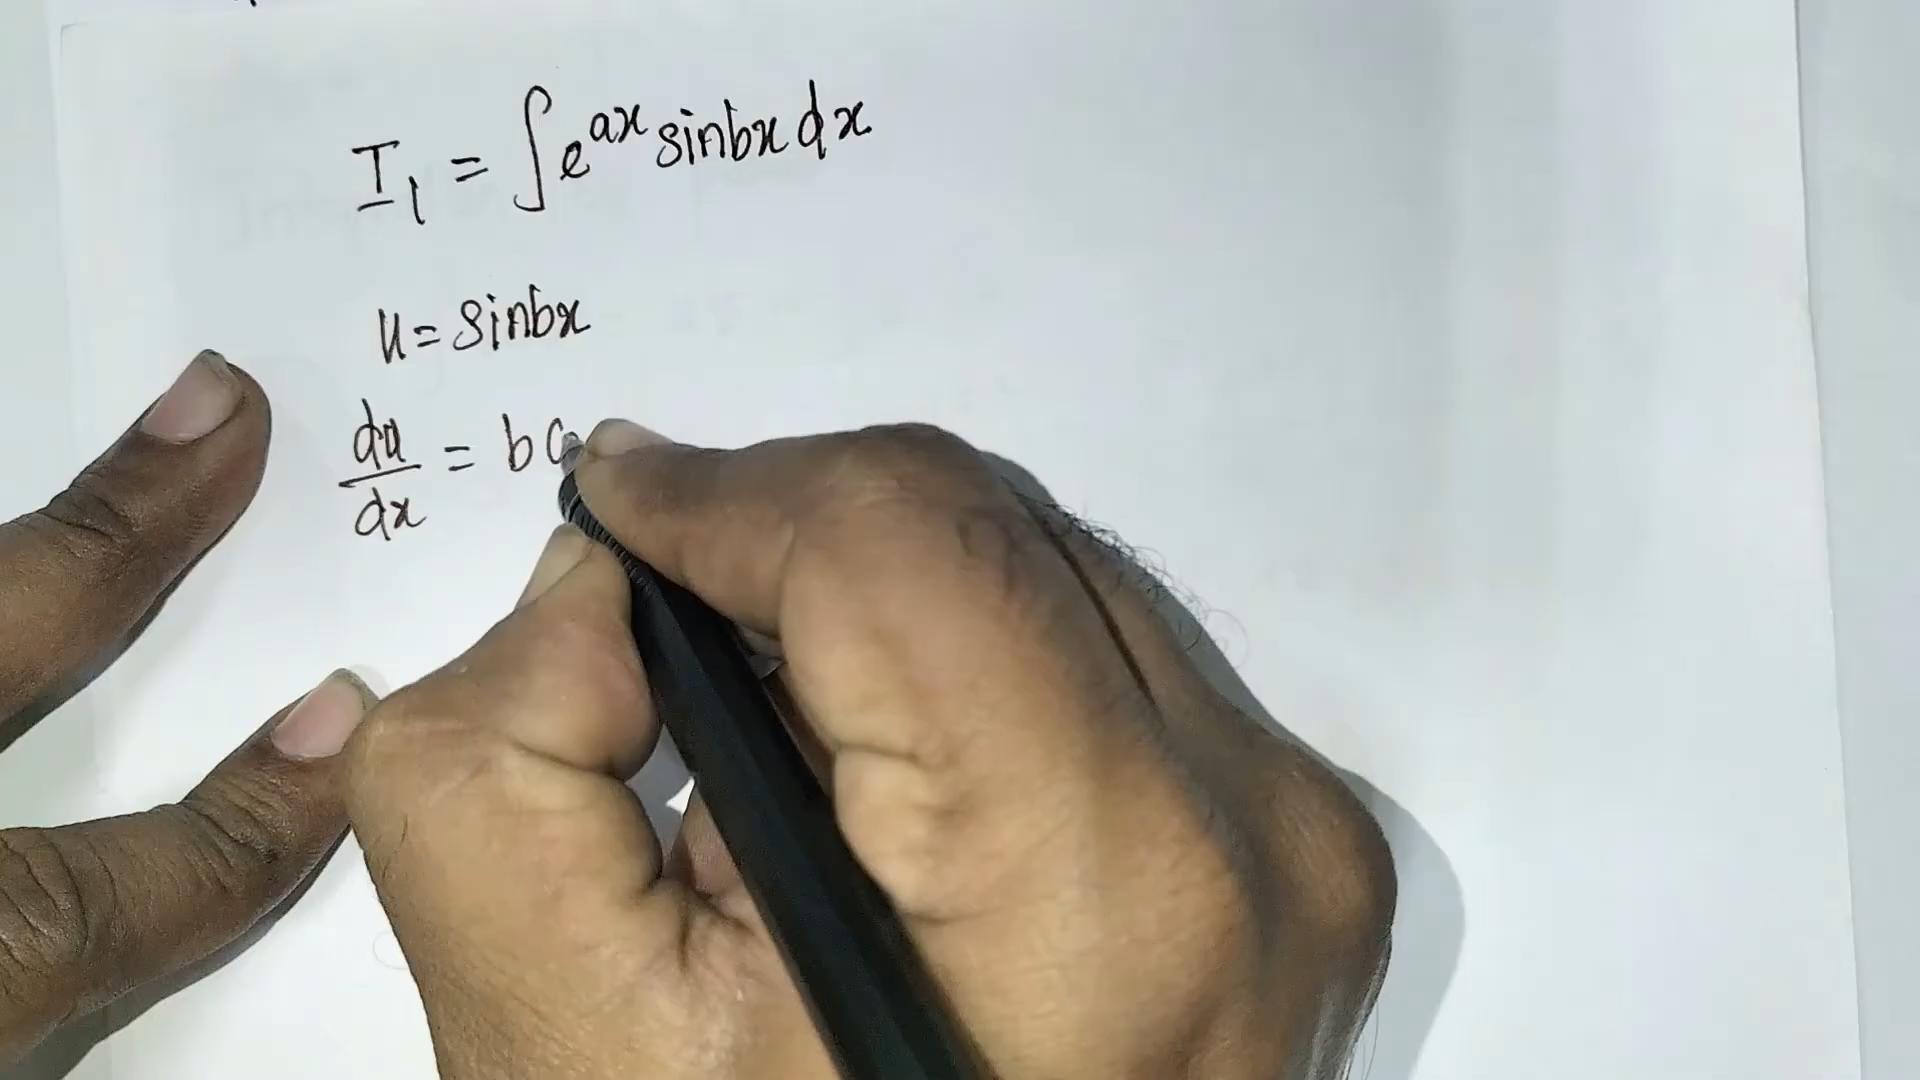 I₁ = ∫e^{ax} sinbx dx
u = sinbx
du/dx = b